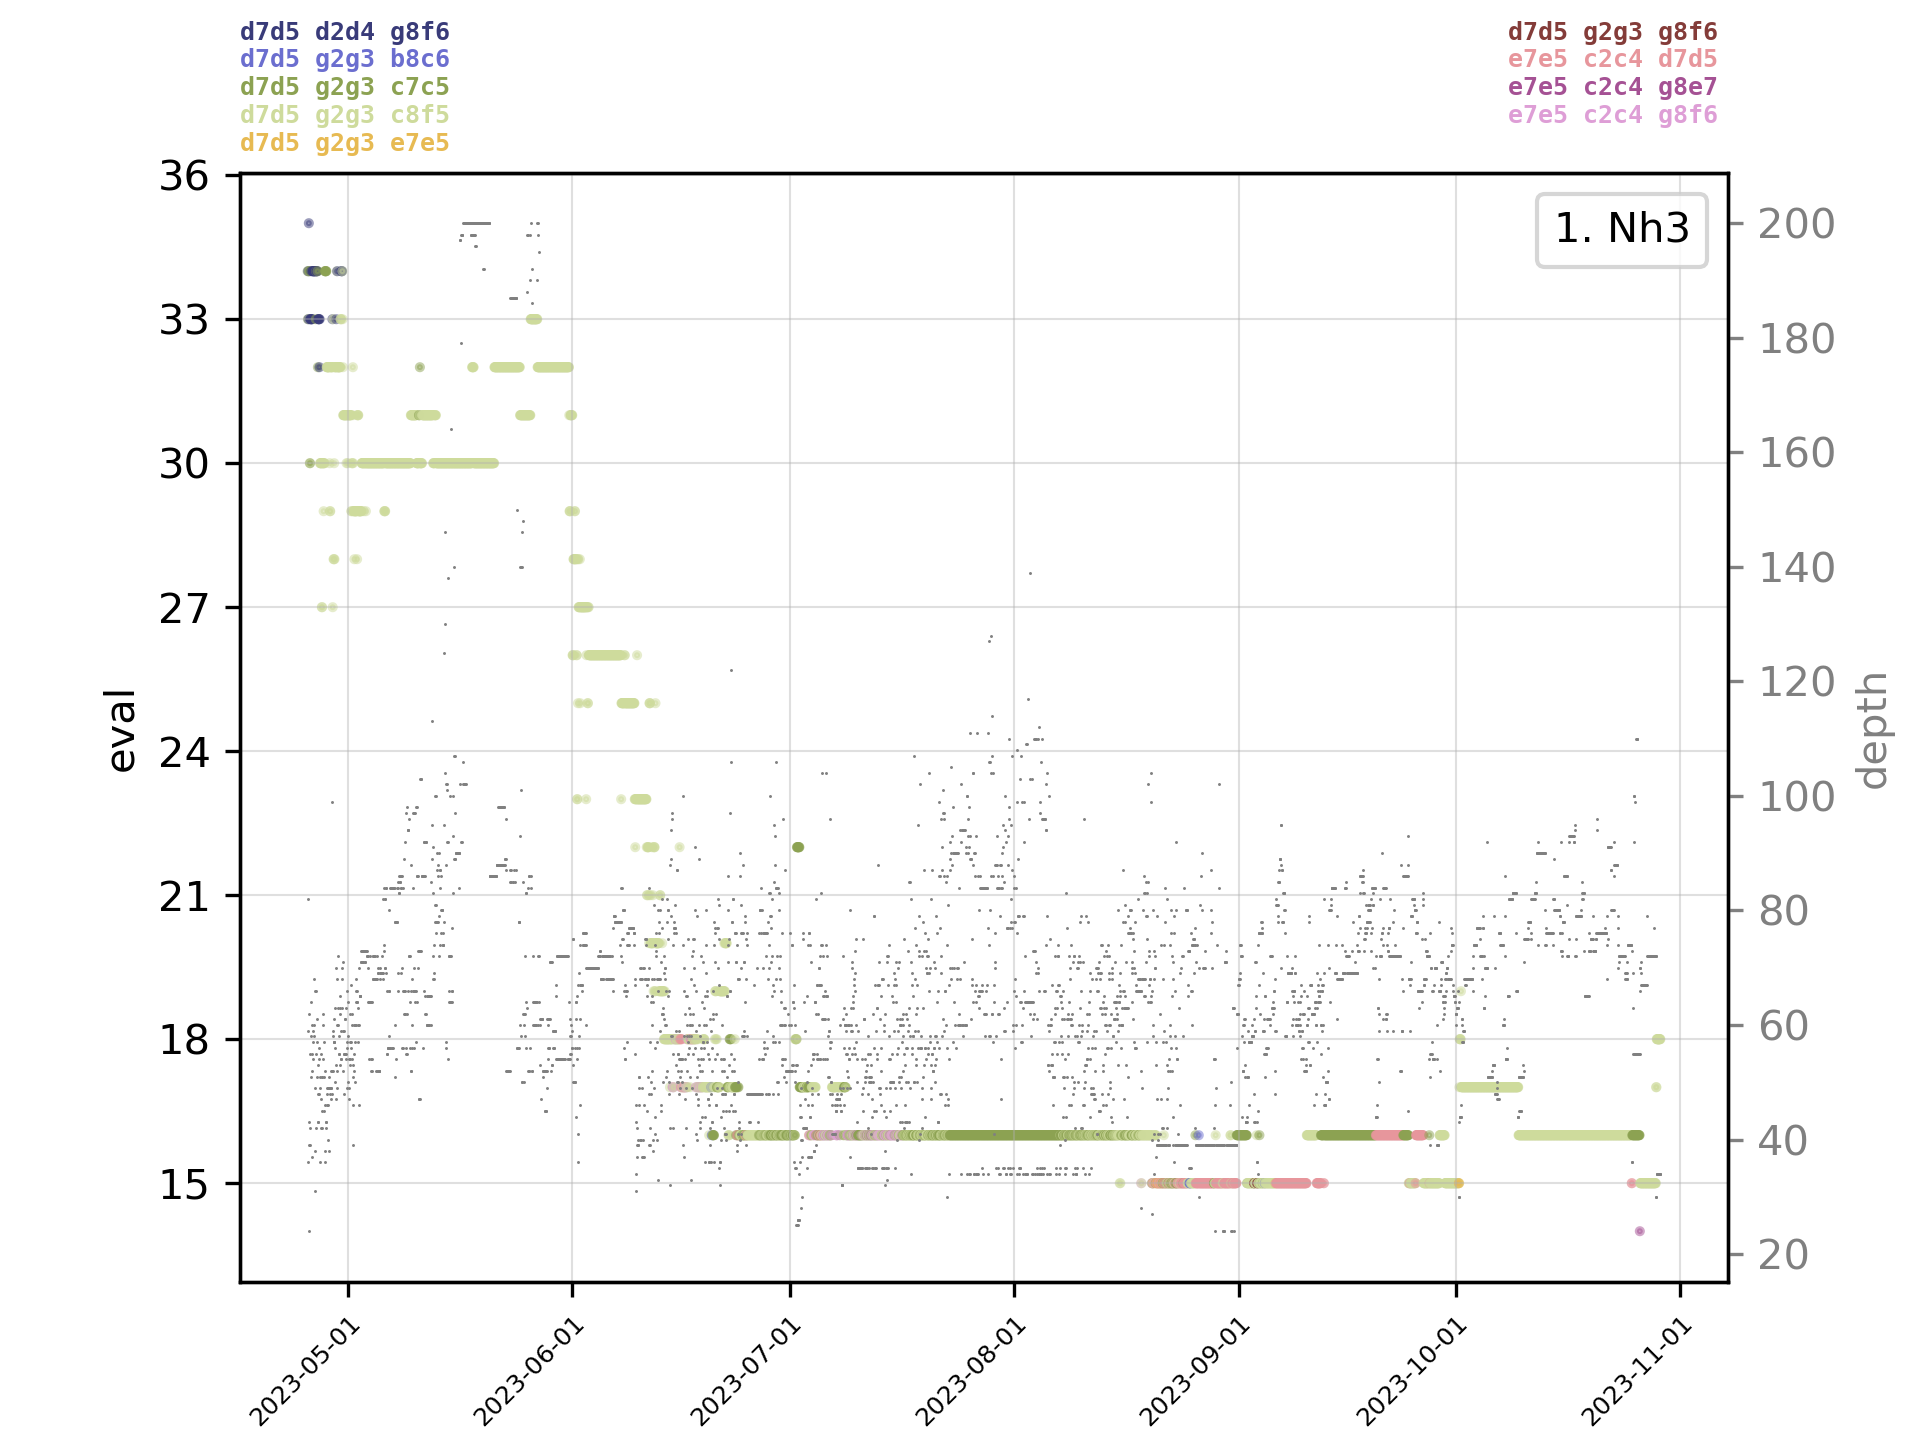 d7d5 d2d4 g8f6
d7d5 g2g3 b8c6
d7d5 g2g3 c7c5
d7d5 g2g3 c8f5
d7d5 g2g3 e7e5
d7d5 g2g3 g8f6
e7e5 c2c4 d7d5
e7e5 c2c4 g8e7
e7e5 c2c4 g8f6
1. Nh3
eval
36
33
30
27
24
21
18
15
depth
200
180
160
140
120
100
80
60
40
20
2023-05-01
2023-06-01
2023-07-01
2023-08-01
2023-09-01
2023-10-01
2023-11-01